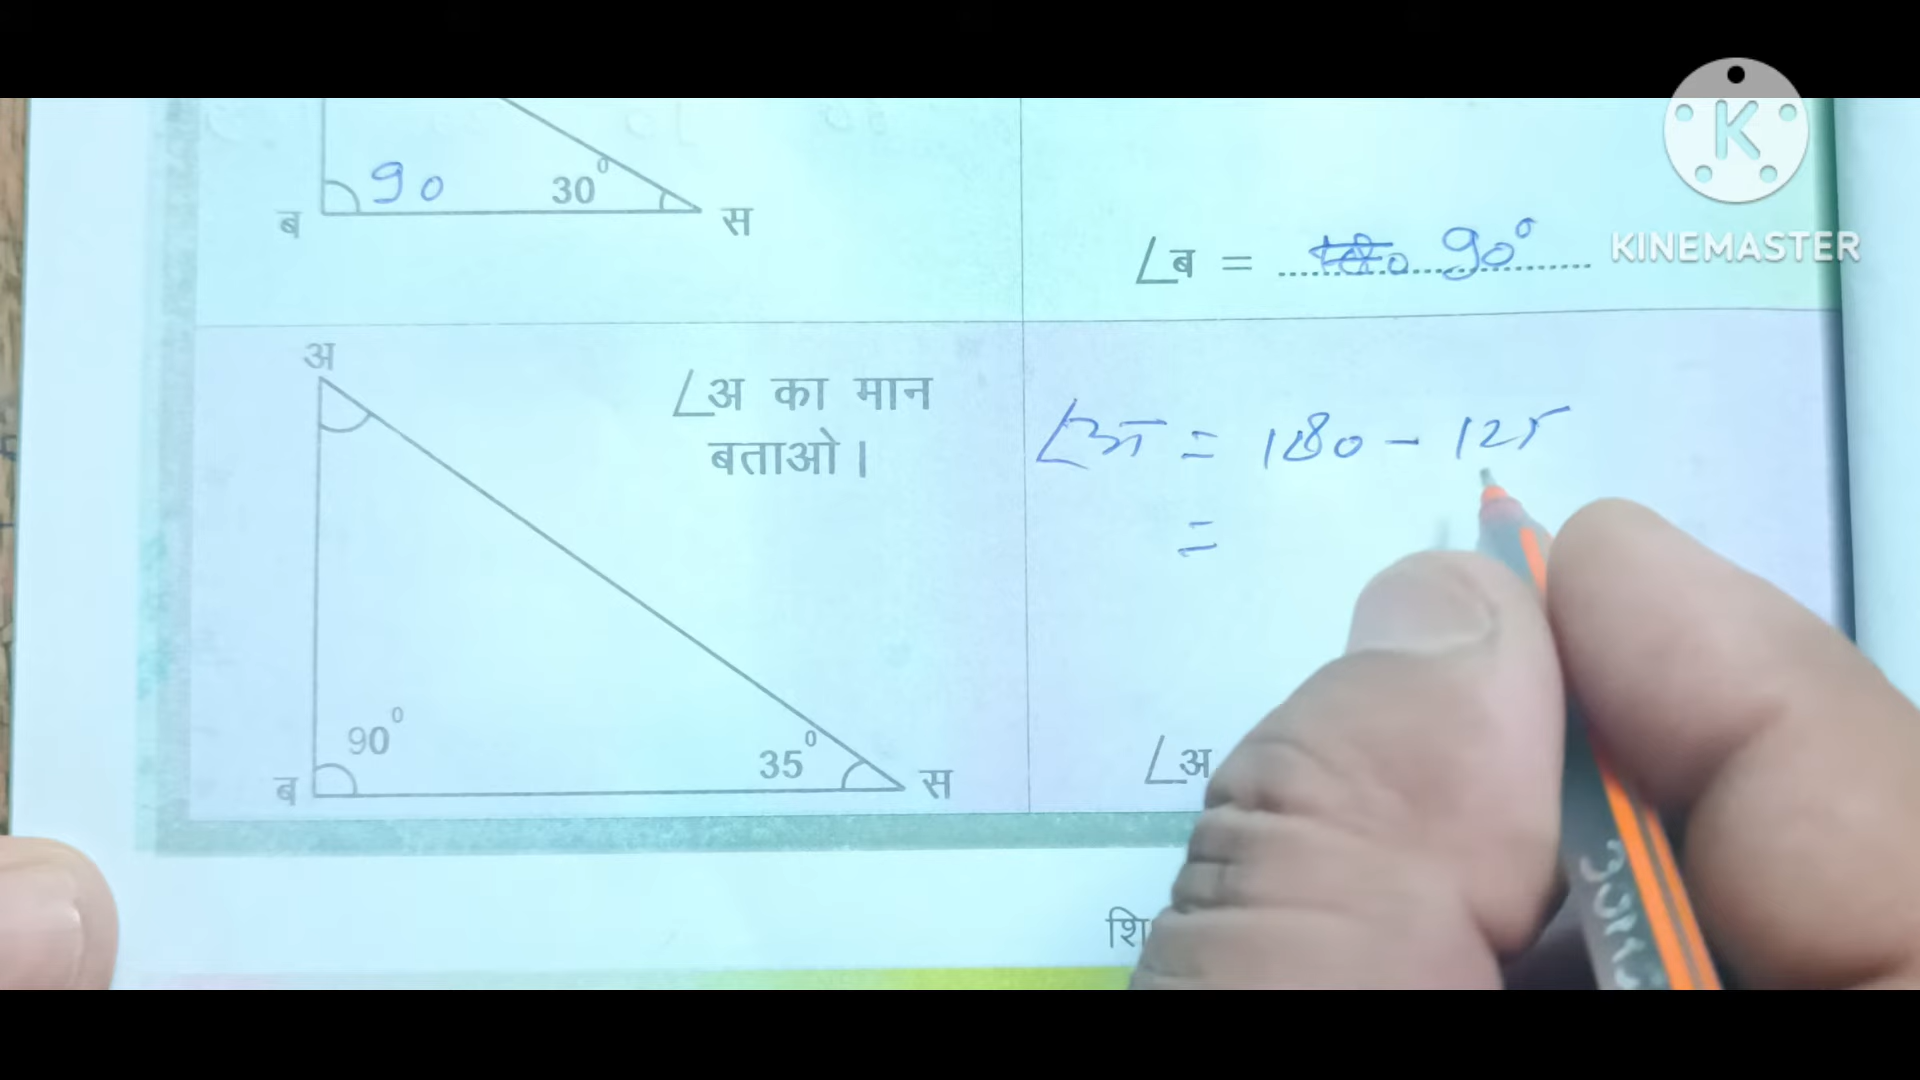 90
30°
ब
स
∠ब = 90°
KINEMASTER
अ
∠अ का मान
बताओ।
∠अ = 180 - 125
=
90°
35°
ब
स
∠अ
शि